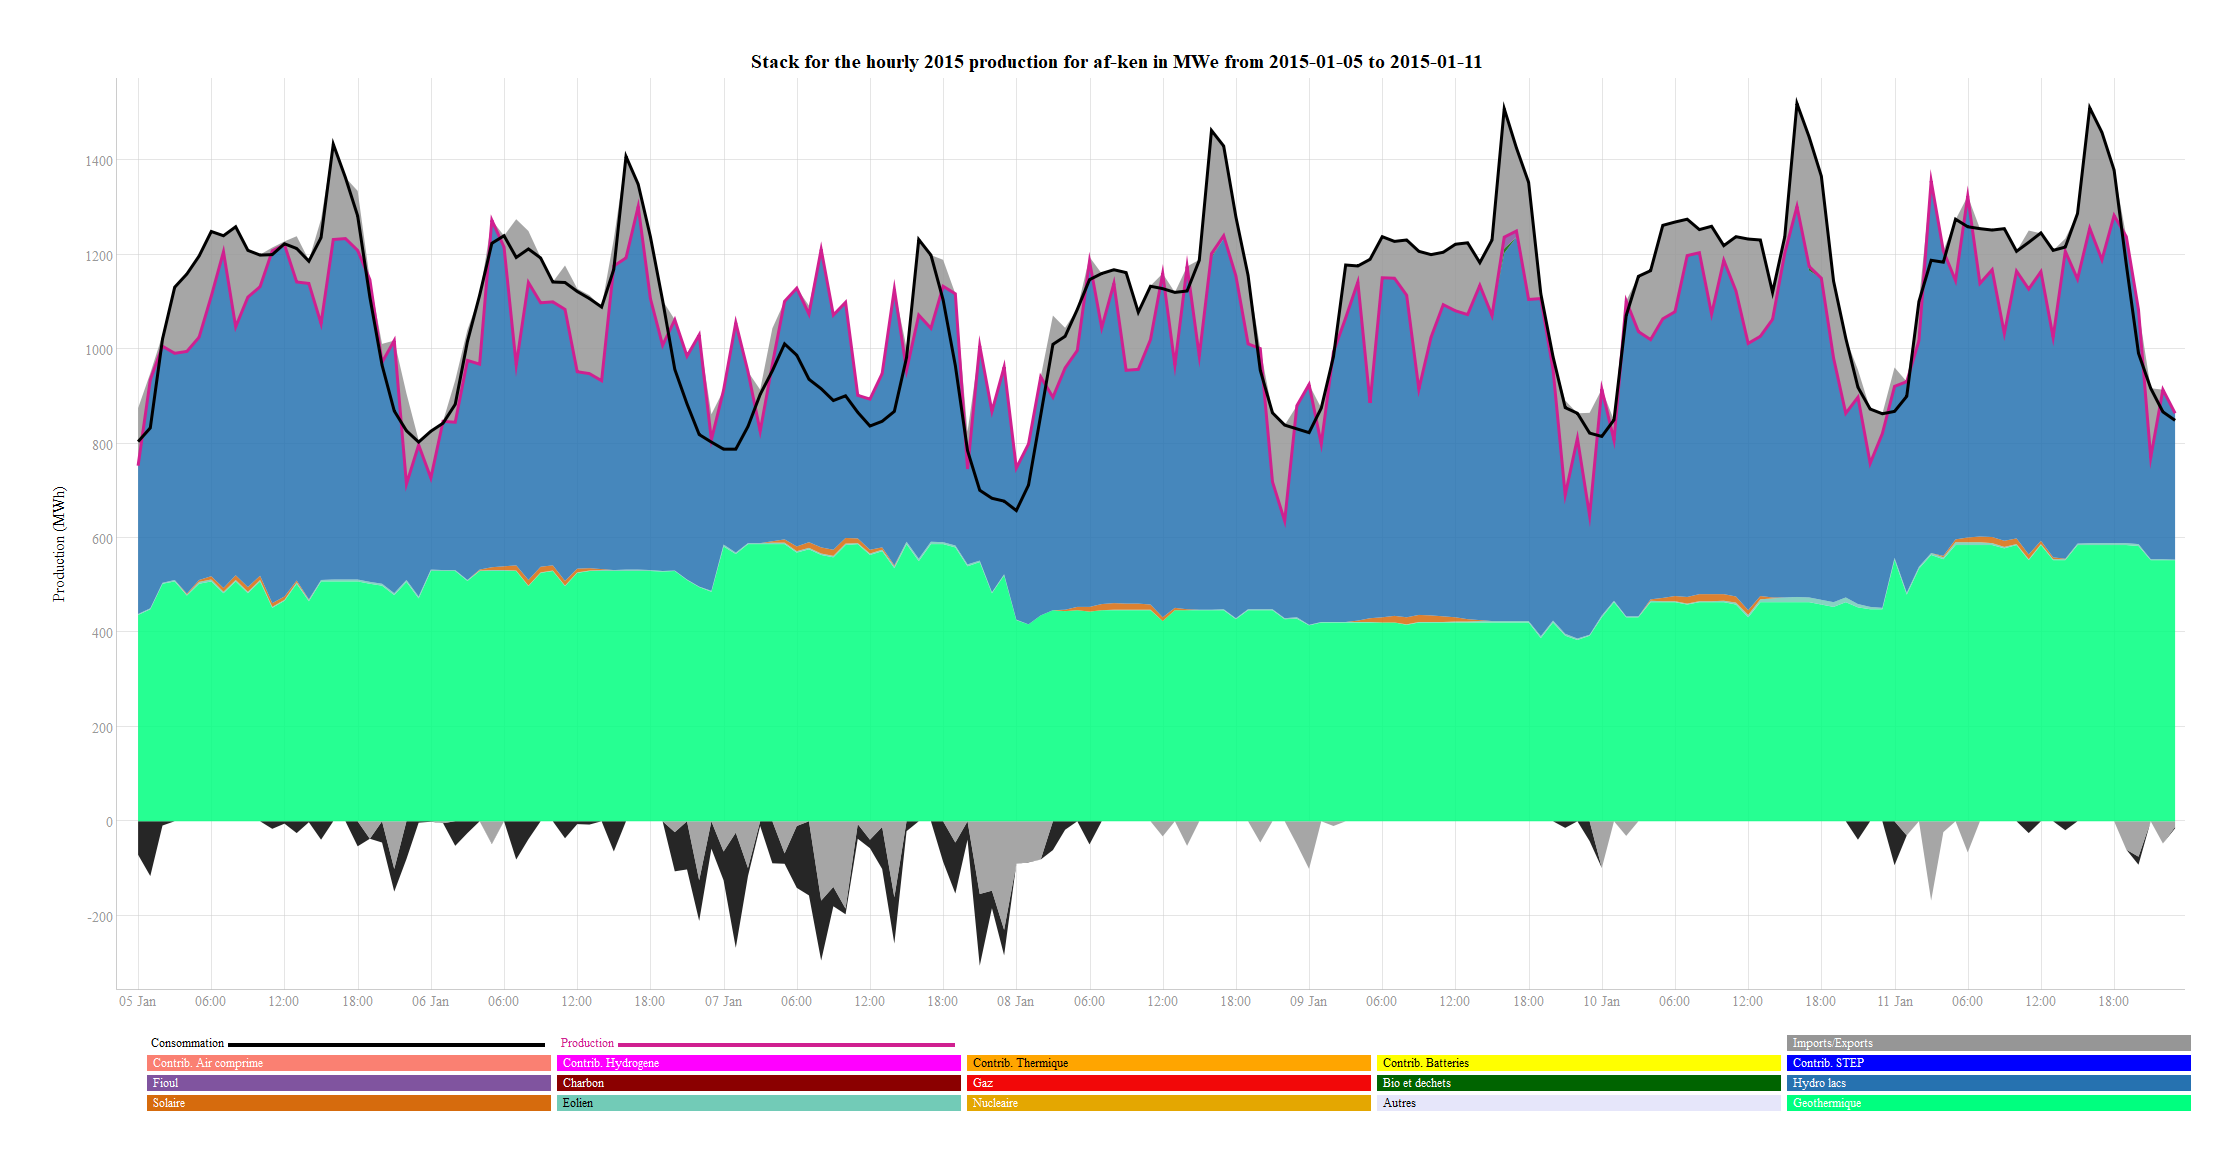 Stack for the hourly 2015 production for af-ken in MWe from 2015-01-05 to 2015-01-11
Production (MWh)
1400
1200
1000
800
600
400
200
0
-200
05 Jan 06:00 12:00 18:00 06 Jan 06:00 12:00 18:00 07 Jan 06:00 12:00 18:00 08 Jan 06:00 12:00 18:00 09 Jan 06:00 12:00 18:00 10 Jan 06:00 12:00 18:00 11 Jan 06:00 12:00 18:00
Consommation Production Imports/Exports
Contrib. Air comprime Contrib. Hydrogene Contrib. Thermique Contrib. Batteries Contrib. STEP
Fioul Charbon Gaz Bio et dechets Hydro lacs
Solaire Eolien Nucleaire Autres Geothermique